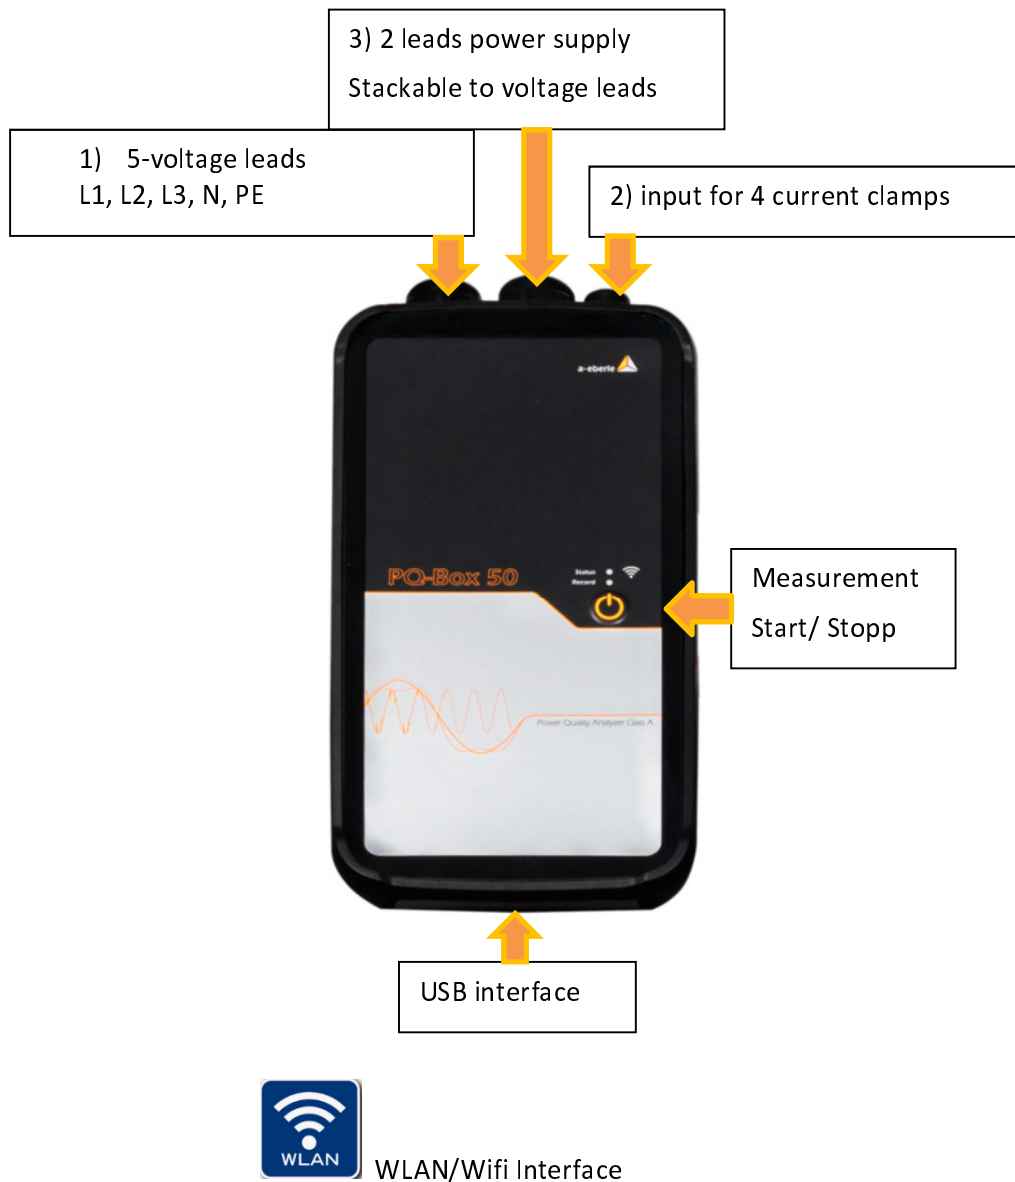 3) 2 leads power supply
Stackable to voltage leads
1) 5-voltage leads
L1, L2, L3, N, PE
2) input for 4 current clamps
a-eberle
PQ-Box 50
Status
Record
Measurement
Start/ Stopp
Power Quality Analyzer Class A
USB interface
WLAN
WLAN/Wifi Interface